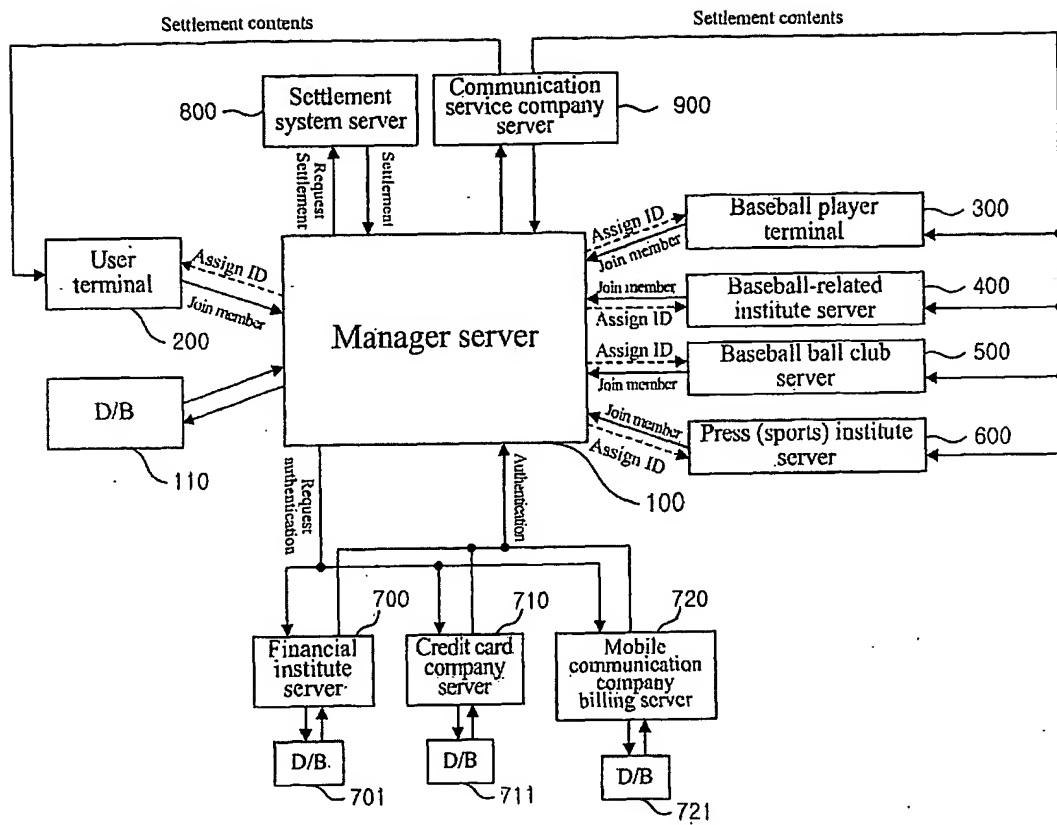 Settlement contents
Settlement contents
800
Settlement
system server
Communication
service company
server
900
Request
Settlement
Settlement
User
terminal
200
Assign ID
Join member
D/B
110
Manager server
100
Assign ID
Join member
Baseball player
terminal
300
Join member
Assign ID
Baseball-related
institute server
400
Assign ID
Join member
Baseball ball club
server
500
Join member
Assign ID
Press (sports) institute
server
600
Request
authentication
Authentication
700
Financial
institute
server
710
Credit card
company
server
720
Mobile
communication
company
billing server
D/B
701
D/B
711
D/B
721